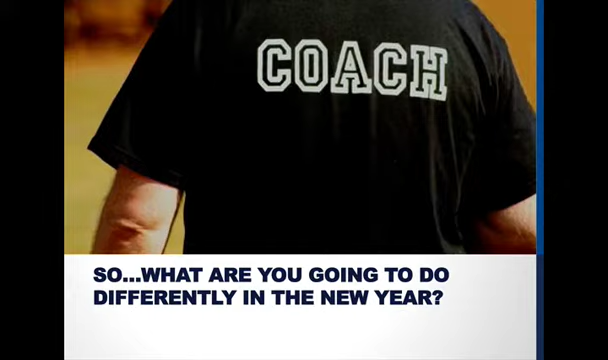 COACH
SO...WHAT ARE YOU GOING TO DO
DIFFERENTLY IN THE NEW YEAR?